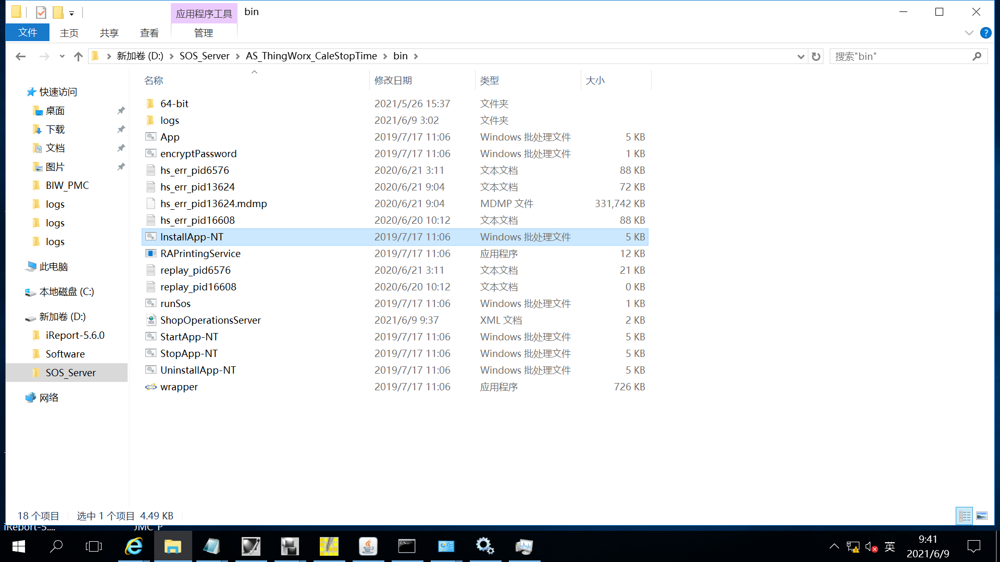 应用程序工具 bin
文件 主页 共享 查看 管理
新加卷 (D:) SOS_Server AS_ThingWorx_CaleStopTime bin 搜索"bin"
名称 修改日期 类型 大小
快速访问
桌面
下载
文档
图片
BIW_PMC
logs
logs
logs
此电脑
本地磁盘 (C:)
新加卷 (D:)
iReport-5.6.0
Software
SOS_Server
网络
64-bit 2021/5/26 15:37 文件夹
logs 2021/6/9 3:02 文件夹
App 2019/7/17 11:06 Windows 批处理文件 5 KB
encryptPassword 2019/7/17 11:06 Windows 批处理文件 1 KB
hs_err_pid6576 2020/6/21 3:11 文本文档 88 KB
hs_err_pid13624 2020/6/21 9:04 文本文档 72 KB
hs_err_pid13624.mdmp 2020/6/21 9:04 MDMP 文件 331,742 KB
hs_err_pid16608 2020/6/20 10:12 文本文档 88 KB
InstallApp-NT 2019/7/17 11:06 Windows 批处理文件 5 KB
RAPrintingService 2019/7/17 11:06 应用程序 12 KB
replay_pid6576 2020/6/21 3:11 文本文档 21 KB
replay_pid16608 2020/6/20 10:12 文本文档 0 KB
runSos 2019/7/17 11:06 Windows 批处理文件 1 KB
ShopOperationsServer 2021/6/9 9:37 XML 文档 2 KB
StartApp-NT 2019/7/17 11:06 Windows 批处理文件 5 KB
StopApp-NT 2019/7/17 11:06 Windows 批处理文件 5 KB
UninstallApp-NT 2019/7/17 11:06 Windows 批处理文件 5 KB
wrapper 2019/7/17 11:06 应用程序 726 KB
18 个项目 选中 1 个项目 4.49 KB
iReport-5.... JMC_P
英 9:41
2021/6/9